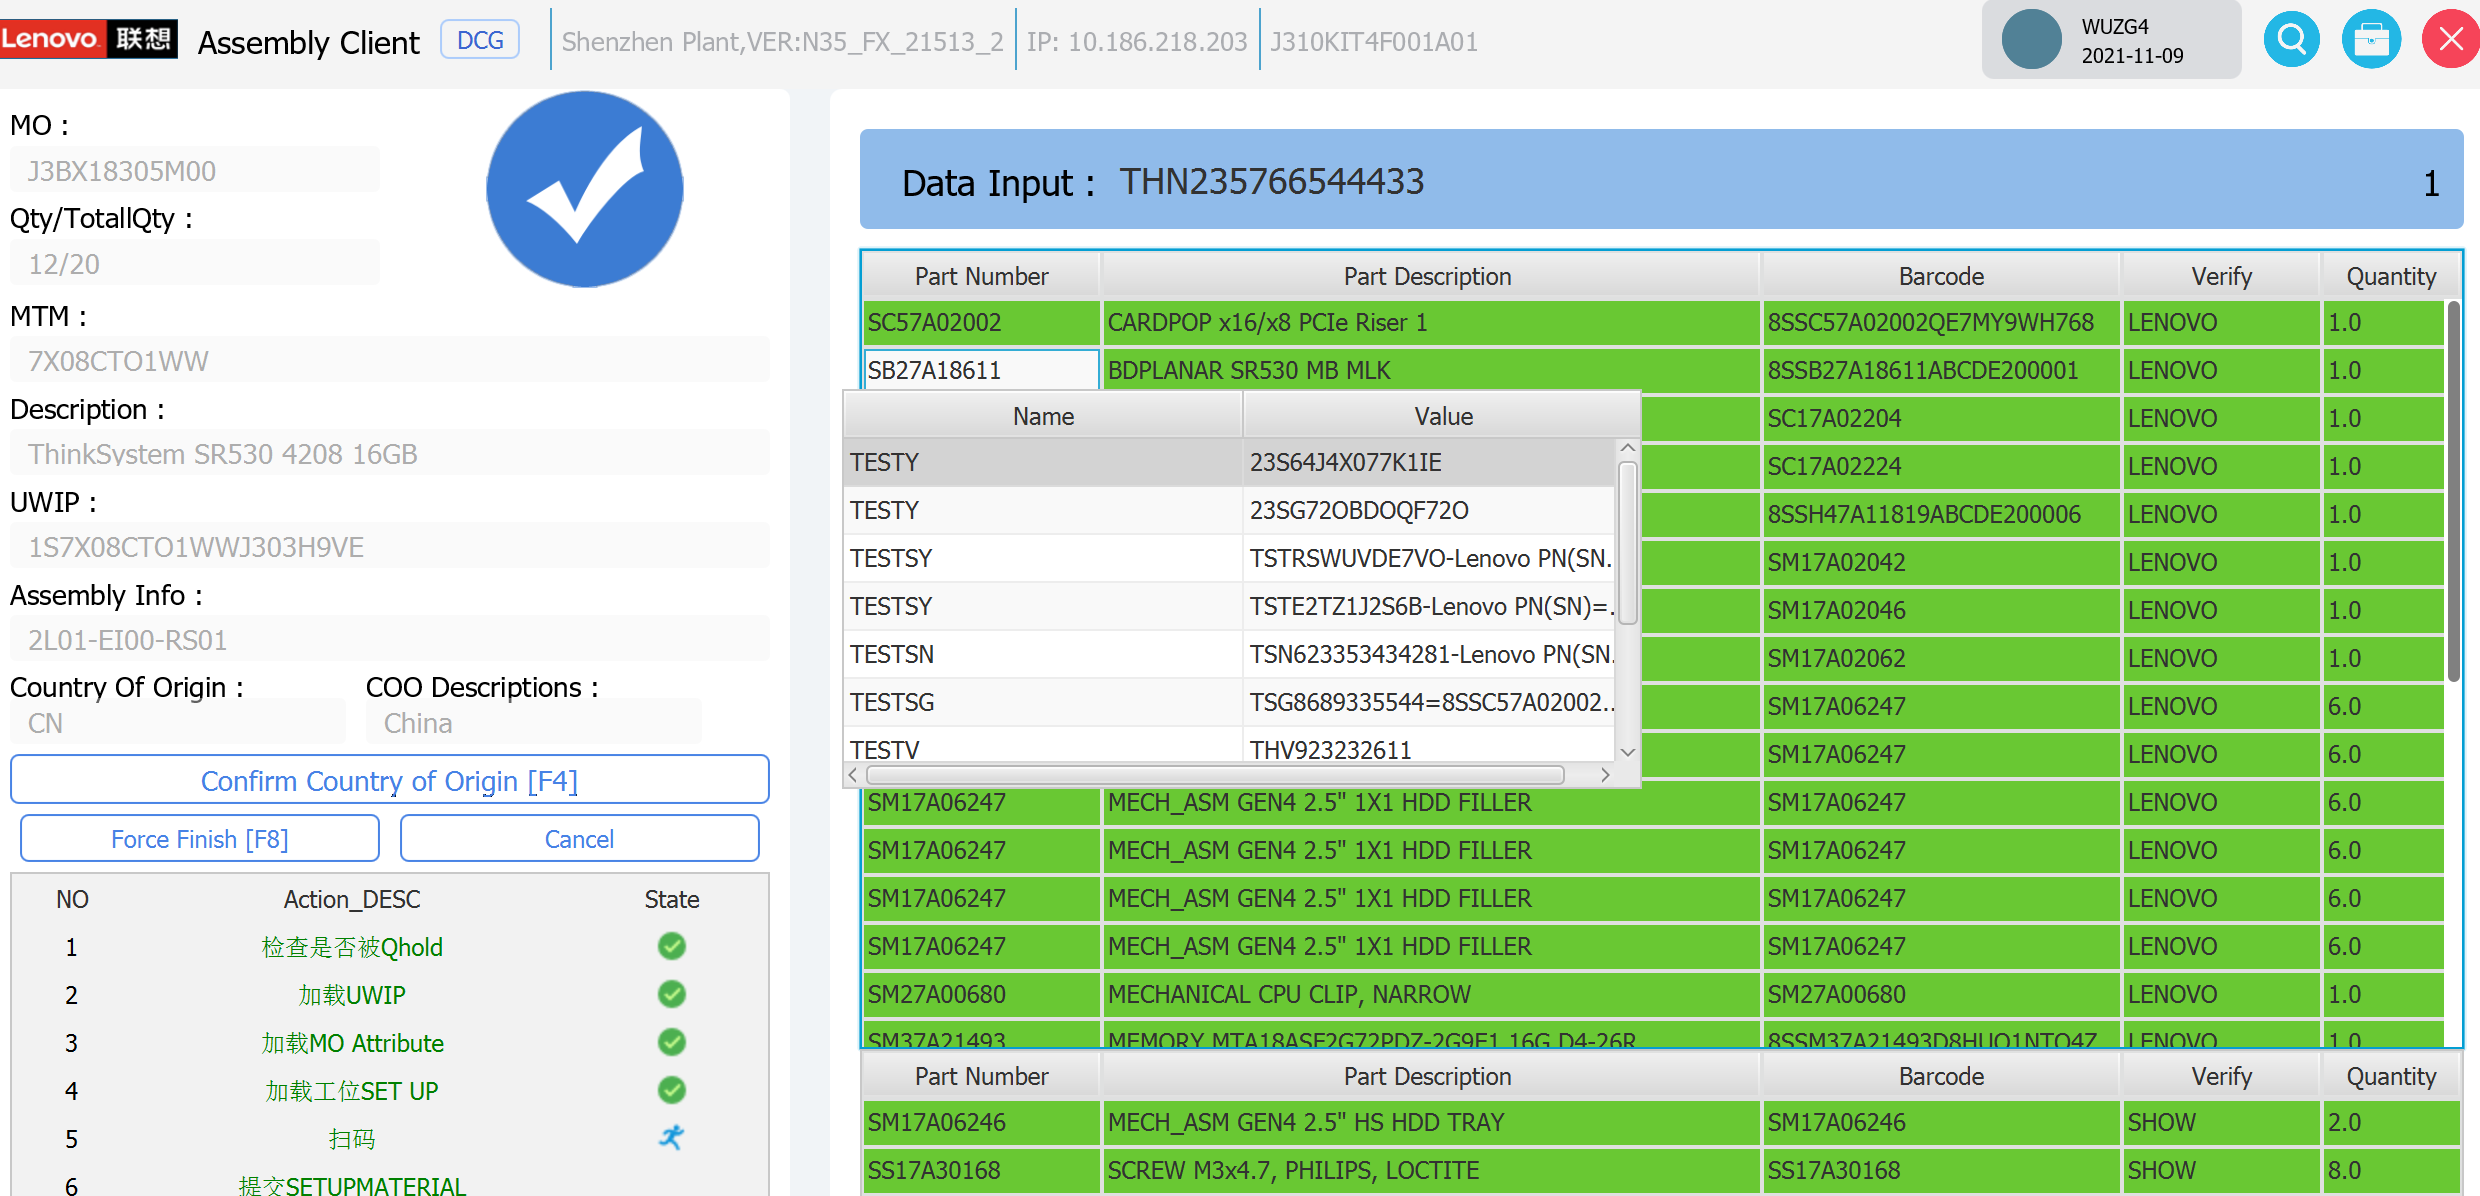 Lenovo 联想 Assembly Client DCG Shenzhen Plant,VER:N35_FX_21513_2 IP: 10.186.218.203 J310KIT4F001A01 WUZG4
2021-11-09
MO :
J3BX18305M00
Qty/TotallQty :
12/20
MTM :
7X08CTO1WW
Description :
ThinkSystem SR530 4208 16GB
UWIP :
1S7X08CTO1WWJ303H9VE
Assembly Info :
2L01-EI00-RS01
Country Of Origin : COO Descriptions :
CN China
Confirm Country of Origin [F4]
Force Finish [F8] Cancel
NO Action_DESC State
1 检查是否被Qhold
2 加载UWIP
3 加载MO Attribute
4 加载工位SET UP
5 扫码
6 提交SETUPMATERIAL
Data Input : THN235766544433 1
Part Number Part Description Barcode Verify Quantity
SC57A02002 CARDPOP x16/x8 PCIe Riser 1 8SSC57A02002QE7MY9WH768 LENOVO 1.0
SB27A18611 BDPLANAR SR530 MB MLK 8SSB27A18611ABCDE200001 LENOVO 1.0
SC17A02204 LENOVO 1.0
SC17A02224 LENOVO 1.0
8SSH47A11819ABCDE200006 LENOVO 1.0
SM17A02042 LENOVO 1.0
SM17A02046 LENOVO 1.0
SM17A02062 LENOVO 1.0
SM17A06247 LENOVO 6.0
SM17A06247 LENOVO 6.0
Name Value
TESTY 23S64J4X077K1IE
TESTY 23SG72OBDOQF72O
TESTSY TSTRSWUVDE7VO-Lenovo PN(SN.
TESTSY TSTE2TZ1J2S6B-Lenovo PN(SN)=.
TESTSN TSN623353434281-Lenovo PN(SN.
TESTSG TSG8689335544=8SSC57A02002..
TESTV THV923232611
SM17A06247 MECH_ASM GEN4 2.5" 1X1 HDD FILLER SM17A06247 LENOVO 6.0
SM17A06247 MECH_ASM GEN4 2.5" 1X1 HDD FILLER SM17A06247 LENOVO 6.0
SM17A06247 MECH_ASM GEN4 2.5" 1X1 HDD FILLER SM17A06247 LENOVO 6.0
SM17A06247 MECH_ASM GEN4 2.5" 1X1 HDD FILLER SM17A06247 LENOVO 6.0
SM27A00680 MECHANICAL CPU CLIP, NARROW SM27A00680 LENOVO 1.0
SM37A21493 MEMORY MTA18ASF2G72PDZ-2G9E1 16G D4-26R 8SSM37A21493D8HUO1NTO4Z LENOVO 1.0
Part Number Part Description Barcode Verify Quantity
SM17A06246 MECH_ASM GEN4 2.5" HS HDD TRAY SM17A06246 SHOW 2.0
SS17A30168 SCREW M3x4.7, PHILIPS, LOCTITE SS17A30168 SHOW 8.0